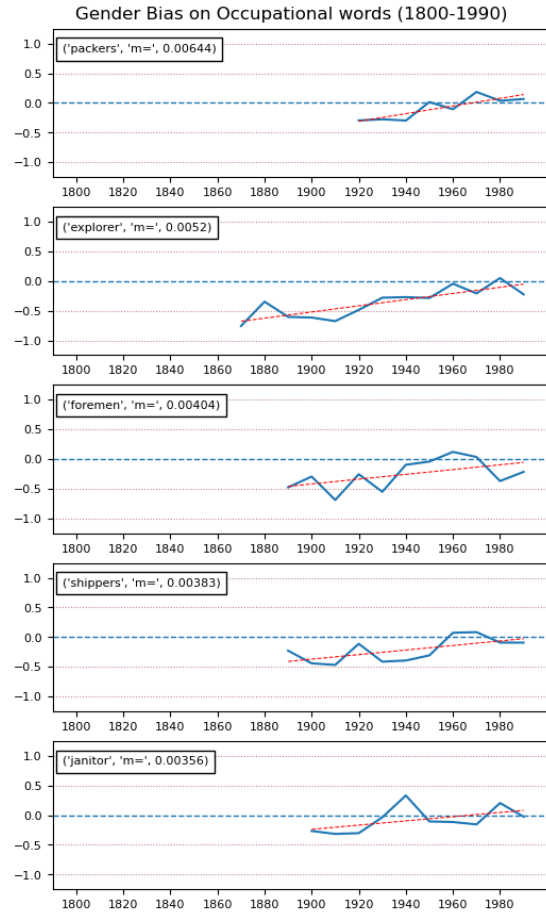 Gender Bias on Occupational words (1800-1990)
('packers', 'm=', 0.00644)
1.0
0.5
0.0
−0.5
−1.0
1800 1820 1840 1860 1880 1900 1920 1940 1960 1980
('explorer', 'm=', 0.0052)
1.0
0.5
0.0
−0.5
−1.0
1800 1820 1840 1860 1880 1900 1920 1940 1960 1980
('foremen', 'm=', 0.00404)
1.0
0.5
0.0
−0.5
−1.0
1800 1820 1840 1860 1880 1900 1920 1940 1960 1980
('shippers', 'm=', 0.00383)
1.0
0.5
0.0
−0.5
−1.0
1800 1820 1840 1860 1880 1900 1920 1940 1960 1980
('janitor', 'm=', 0.00356)
1.0
0.5
0.0
−0.5
−1.0
1800 1820 1840 1860 1880 1900 1920 1940 1960 1980